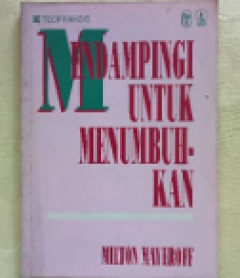 MENDAMPINGI
UNTUK
MENUMBUH-
KAN
MILTON MAYEROFF